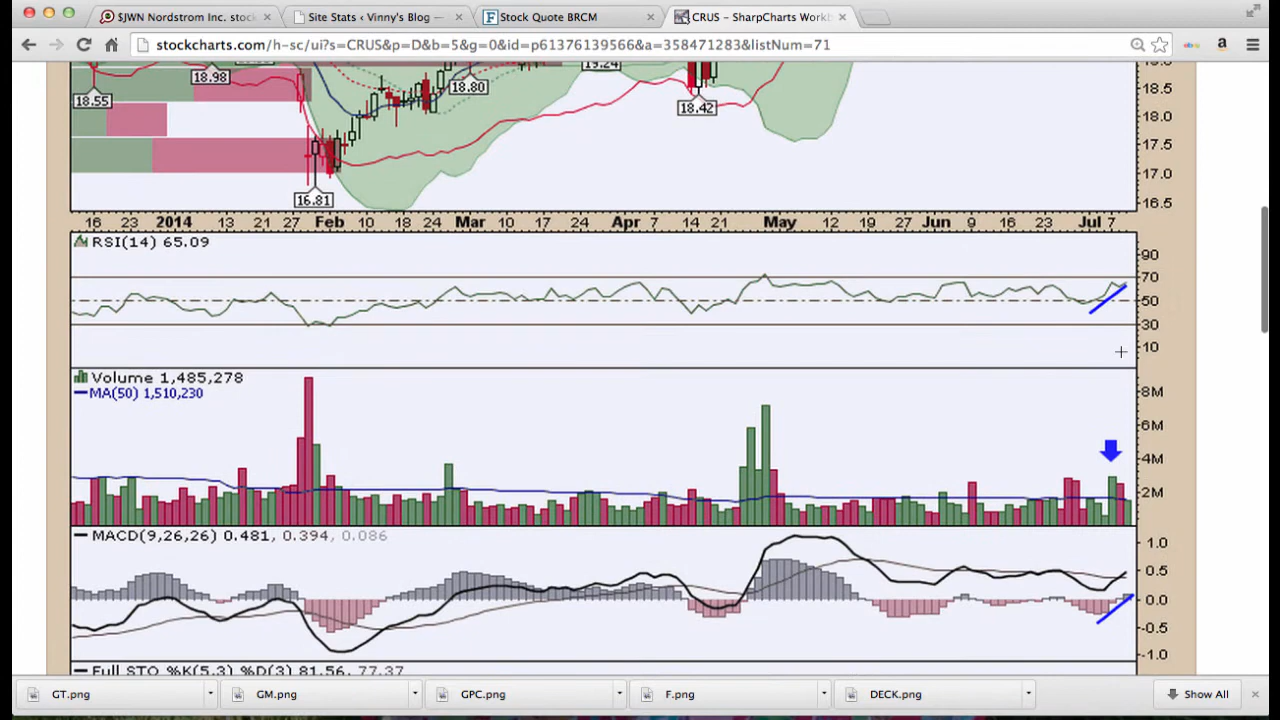 $JWN Nordstrom Inc. stock
Site Stats ‹ Vinny's Blog —
Stock Quote BRCM
CRUS - SharpCharts Work
stockcharts.com/h-sc/ui?s=CRUS&p=D&b=5&g=0&id=p61376139566&a=358471283&listNum=71
18.98
19.24
18.55
18.80
18.42
16.81
18.5
18.0
17.5
17.0
16.5
16 23 2014 13 21 27 Feb 10 18 24 Mar 10 17 24 Apr 7 14 21 May 12 19 27 Jun 9 16 23 Jul 7
RSI(14) 65.09
90
70
50
30
10
Volume 1,485,278
MA(50) 1,510,230
8M
6M
4M
2M
MACD(9,26,26) 0.481, 0.394, 0.086
1.0
0.5
0.0
-0.5
-1.0
Full STO %K(5,3) %D(3) 81.56, 77.37
GT.png
GM.png
GPC.png
F.png
DECK.png
Show All